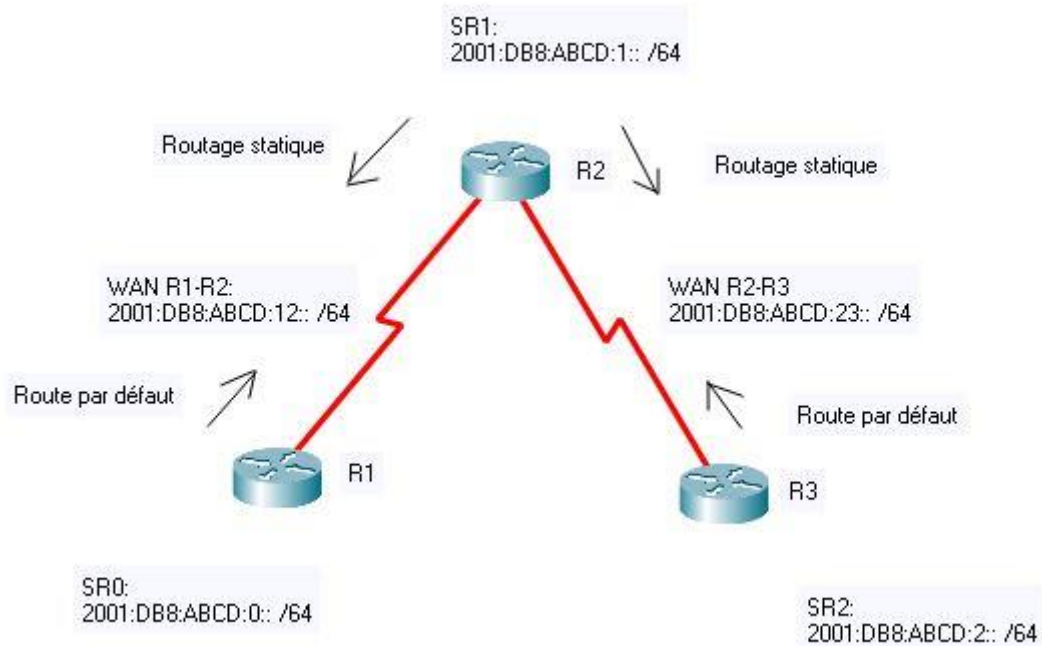 SR1:
2001:DB8:ABCD:1:: /64
Routage statique
R2
Routage statique
WAN R1-R2:
2001:DB8:ABCD:12:: /64
WAN R2-R3
2001:DB8:ABCD:23:: /64
Route par défaut
Route par défaut
R1
R3
SR0:
2001:DB8:ABCD:0:: /64
SR2:
2001:DB8:ABCD:2:: /64